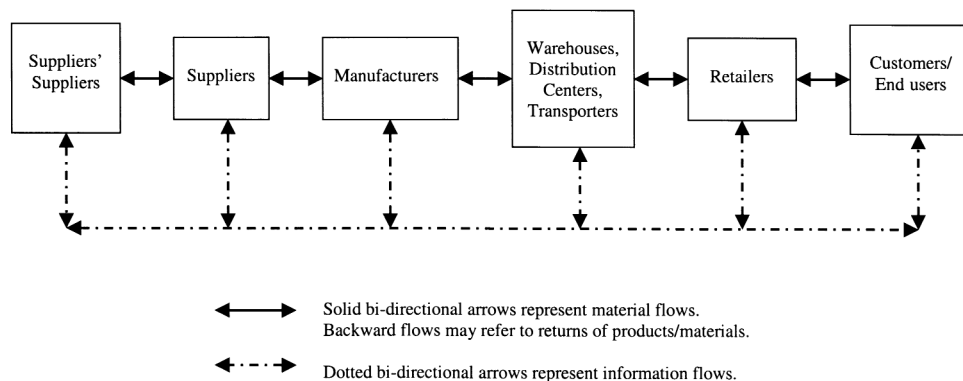 Suppliers’
Suppliers
Suppliers
Manufacturers
Warehouses,
Distribution
Centers,
Transporters
Retailers
Customers/
End users
Solid bi-directional arrows represent material flows.
Backward flows may refer to returns of products/materials.
Dotted bi-directional arrows represent information flows.